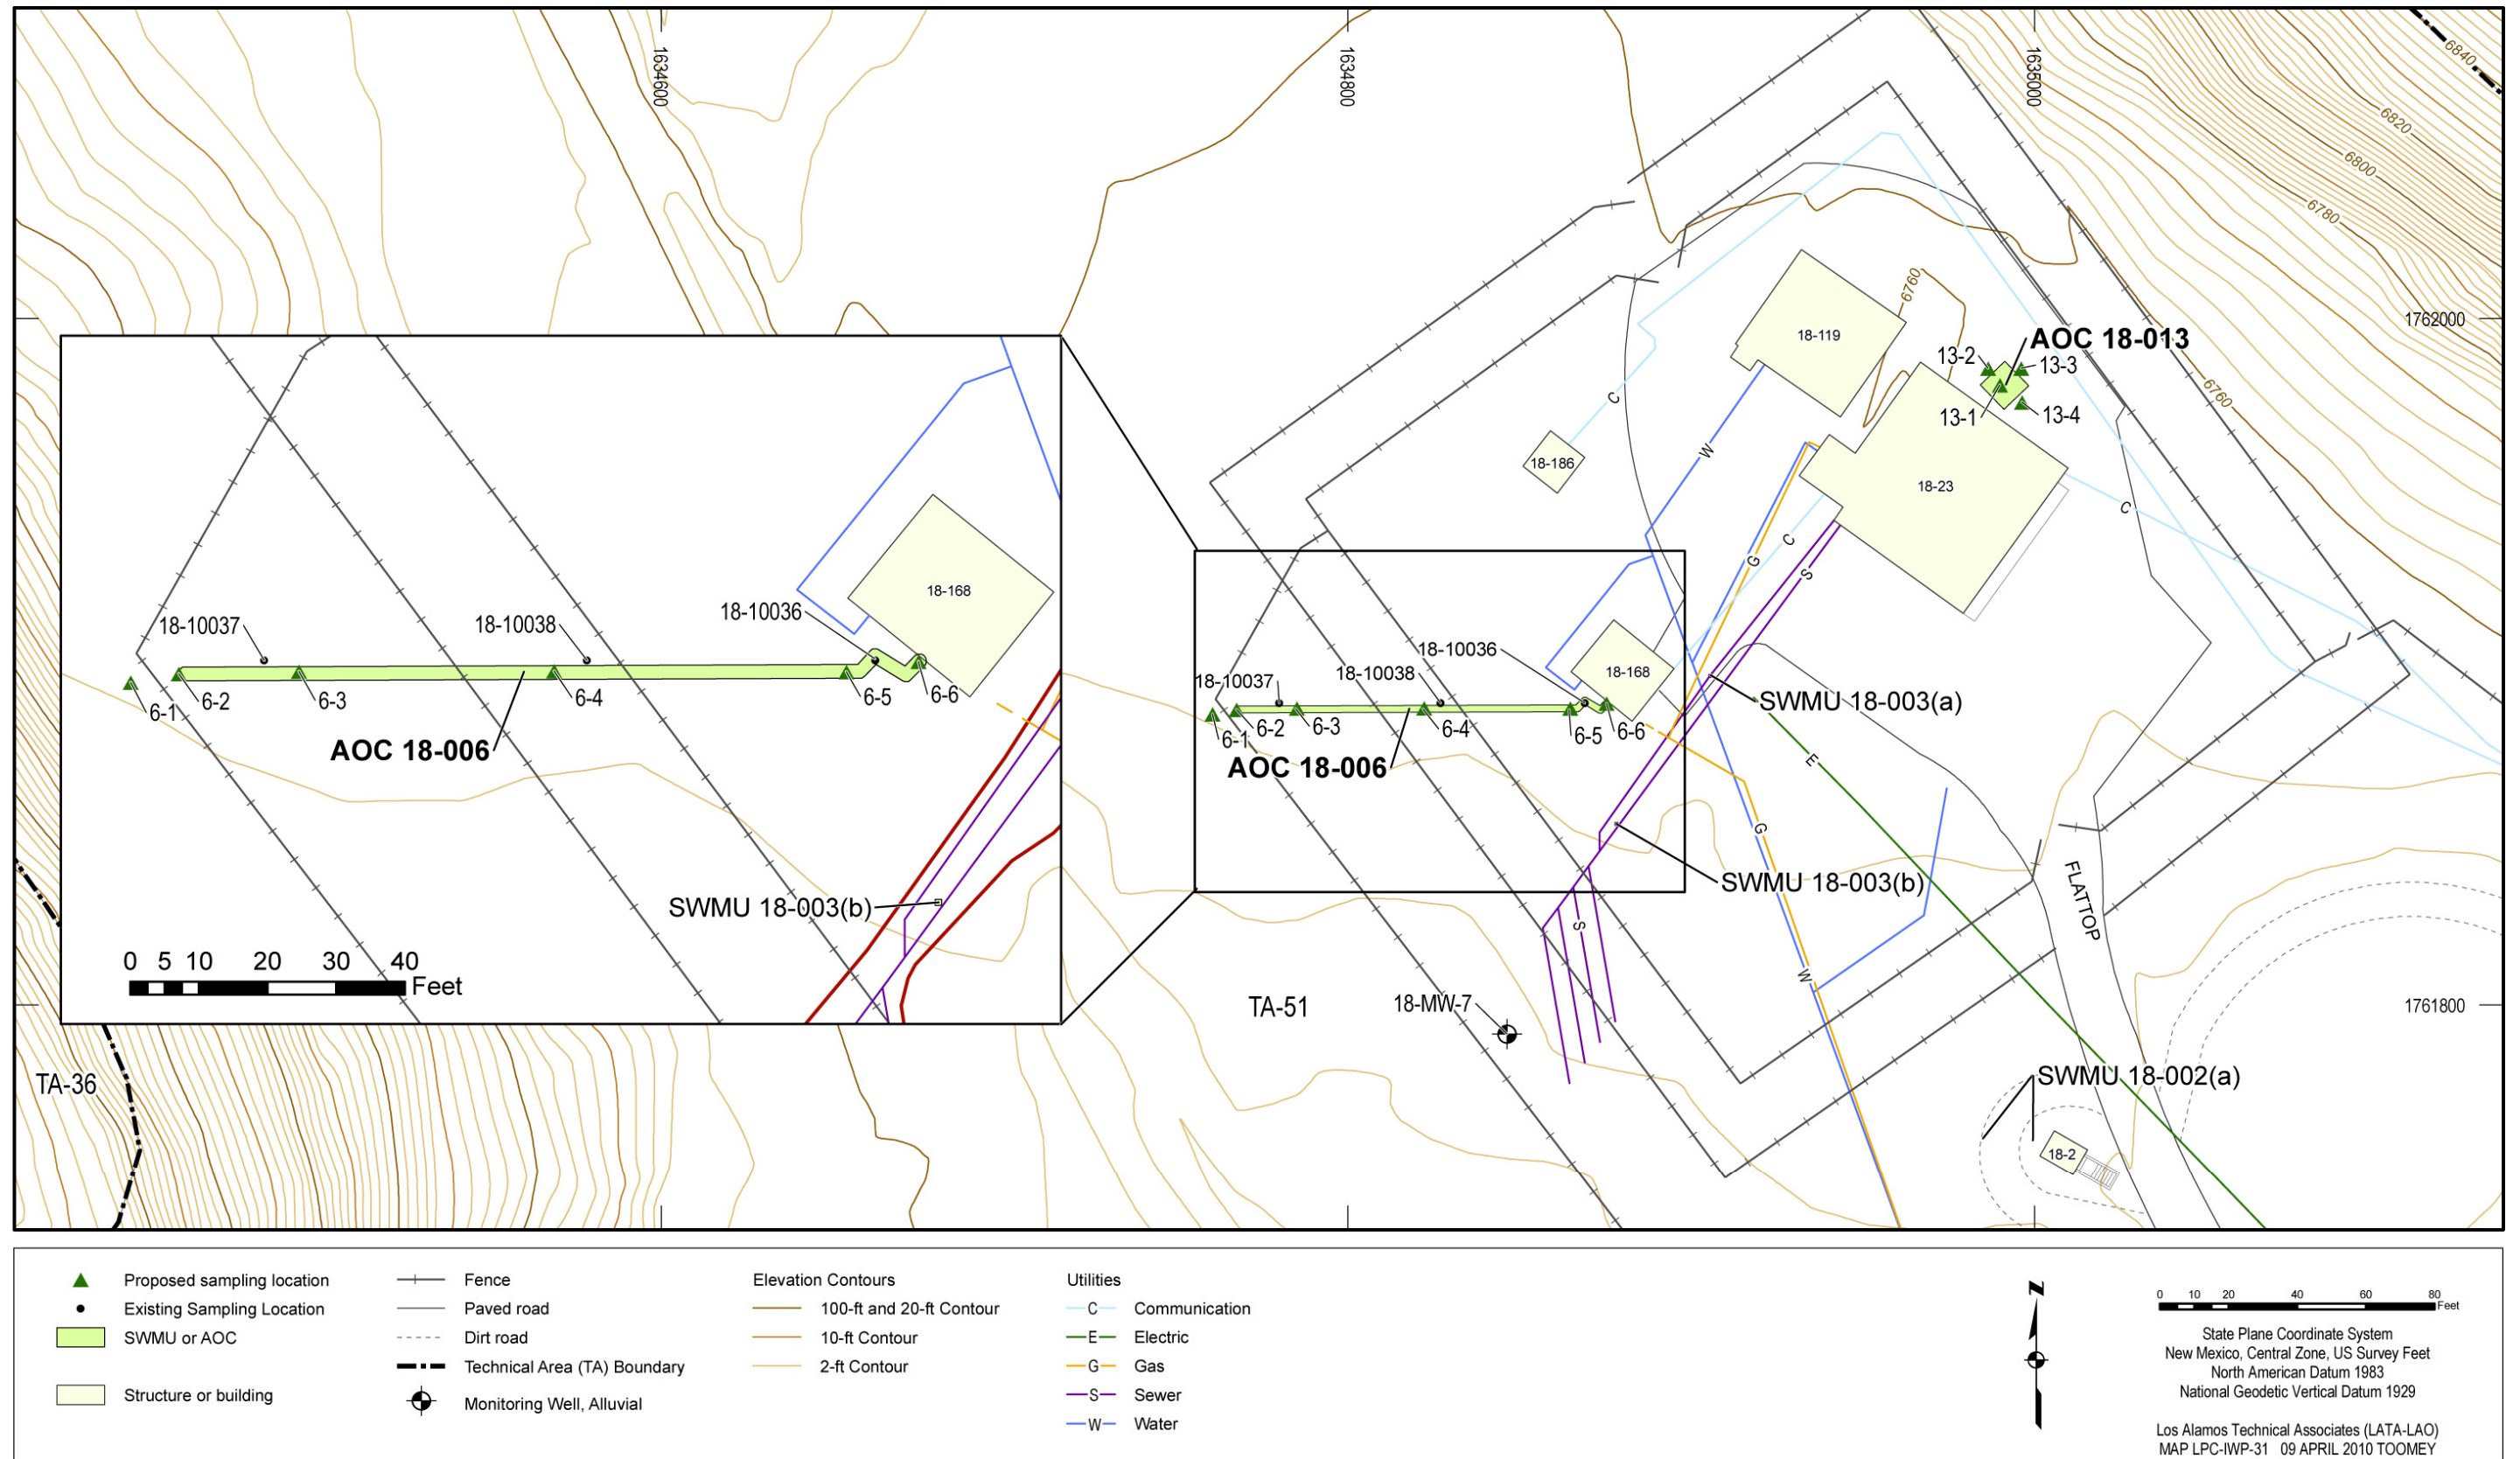 1634600
1634800
1635000
6840
6820
6800
6780
6760
6760
1762000
18-119
AOC 18-013
13-2
13-3
13-1
13-4
C
W
18-186
18-23
C
G
C
S
18-168
18-10037
18-10038
18-10036
6-1
6-2
6-3
6-4
6-5
6-6
AOC 18-006
SWMU 18-003(b)
0 5 10 20 30 40
Feet
18-10036
18-10037
18-10038
18-168
6-1
6-2
6-3
6-4
6-5
6-6
AOC 18-006
SWMU 18-003(a)
E
G
SWMU 18-003(b)
FLATTOP
S
W
TA-51
18-MW-7
1761800
TA-36
SWMU 18-002(a)
18-2
Proposed sampling location
Existing Sampling Location
SWMU or AOC
Structure or building
Fence
Paved road
Dirt road
Technical Area (TA) Boundary
Monitoring Well, Alluvial
Elevation Contours
100-ft and 20-ft Contour
10-ft Contour
2-ft Contour
Utilities
C Communication
E Electric
G Gas
S Sewer
W Water
N
0 10 20 40 60 80
Feet
State Plane Coordinate System
New Mexico, Central Zone, US Survey Feet
North American Datum 1983
National Geodetic Vertical Datum 1929
Los Alamos Technical Associates (LATA-LAO)
MAP LPC-IWP-31 09 APRIL 2010 TOOMEY